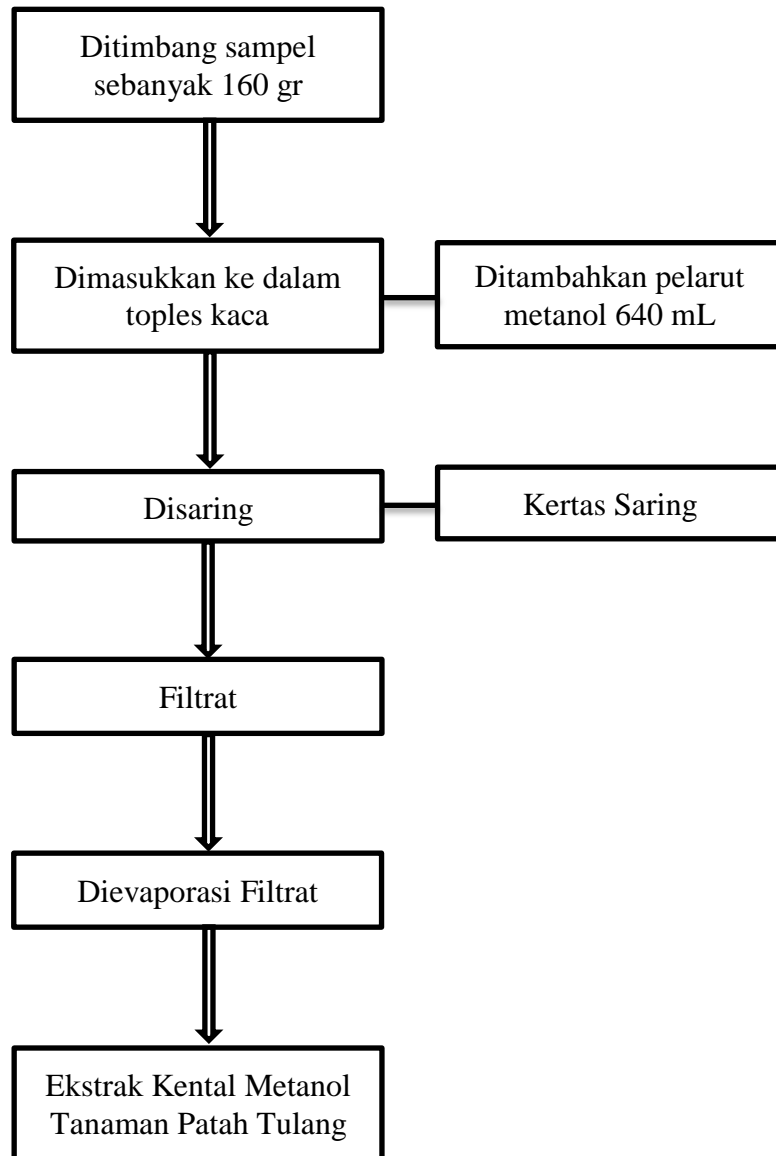 Ditimbang sampel
sebanyak 160 gr
Dimasukkan ke dalam
toples kaca
Ditambahkan pelarut
metanol 640 mL
Disaring
Kertas Saring
Filtrat
Dievaporasi Filtrat
Ekstrak Kental Metanol
Tanaman Patah Tulang